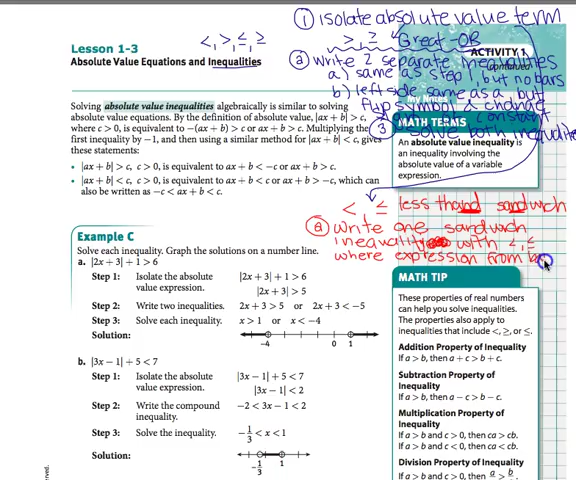 ① isolate absolute value term
<, >, ≤, ≥
>, ≥ Great-OR
② Write 2 separate inequalities
a.) same as step 1, but no bars
b.) left side same as a, but
flip symbol & change
③ solve both inequalities
Lesson 1-3
Absolute Value Equations and Inequalities
ACTIVITY 1
continued
My Notes
Solving absolute value inequalities algebraically is similar to solving
absolute value equations. By the definition of absolute value, |ax + b| > c,
where c > 0, is equivalent to −(ax + b) > c or ax + b > c. Multiplying the
first inequality by −1, and then using a similar method for |ax + b| < c, gives
these statements:
• |ax + b| > c, c > 0, is equivalent to ax + b < −c or ax + b > c.
• |ax + b| < c, c > 0, is equivalent to ax + b < c or ax + b > −c, which can
also be written as −c < ax + b < c.
MATH TERMS
An absolute value inequality is
an inequality involving the
absolute value of a variable
expression.
< ≤ less thand sandwich
② Write one sandwich
inequality with <, ≤
where expression from
Example C
Solve each inequality. Graph the solutions on a number line.
a. |2x + 3| + 1 > 6
Step 1: Isolate the absolute value expression. |2x + 3| + 1 > 6
|2x + 3| > 5
Step 2: Write two inequalities. 2x + 3 > 5 or 2x + 3 < −5
Step 3: Solve each inequality. x > 1 or x < −4
Solution:
−4 0 1
b. |3x − 1| + 5 < 7
Step 1: Isolate the absolute value expression. |3x − 1| + 5 < 7
|3x − 1| < 2
Step 2: Write the compound inequality. −2 < 3x − 1 < 2
Step 3: Solve the inequality. −1/3 < x < 1
Solution:
−1/3 1
MATH TIP
These properties of real numbers
can help you solve inequalities.
The properties also apply to
inequalities that include <, ≥, or ≤.
Addition Property of Inequality
If a > b, then a + c > b + c.
Subtraction Property of
Inequality
If a > b, then a − c > b − c.
Multiplication Property of
Inequality
If a > b and c > 0, then ca > cb.
If a > b and c < 0, then ca < cb.
Division Property of Inequality
If a > b and c > 0, then a/c > b/c
served.